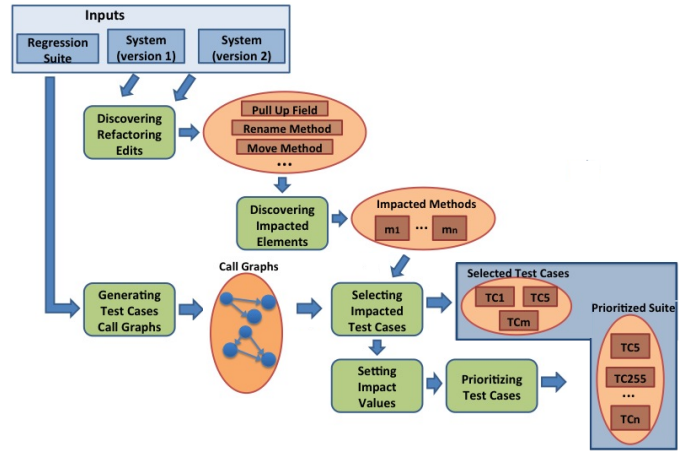 Inputs
Regression
Suite
System
(version 1)
System
(version 2)
Discovering
Refactoring
Edits
Pull Up Field
Rename Method
Move Method
...
Discovering
Impacted
Elements
Impacted Methods
m1
...
mn
Call Graphs
Generating
Test Cases
Call Graphs
Selecting
Impacted
Test Cases
Selected Test Cases
TC1
TC5
TCm
Prioritized Suite
TC5
TC255
...
TCn
Setting
Impact
Values
Prioritizing
Test Cases